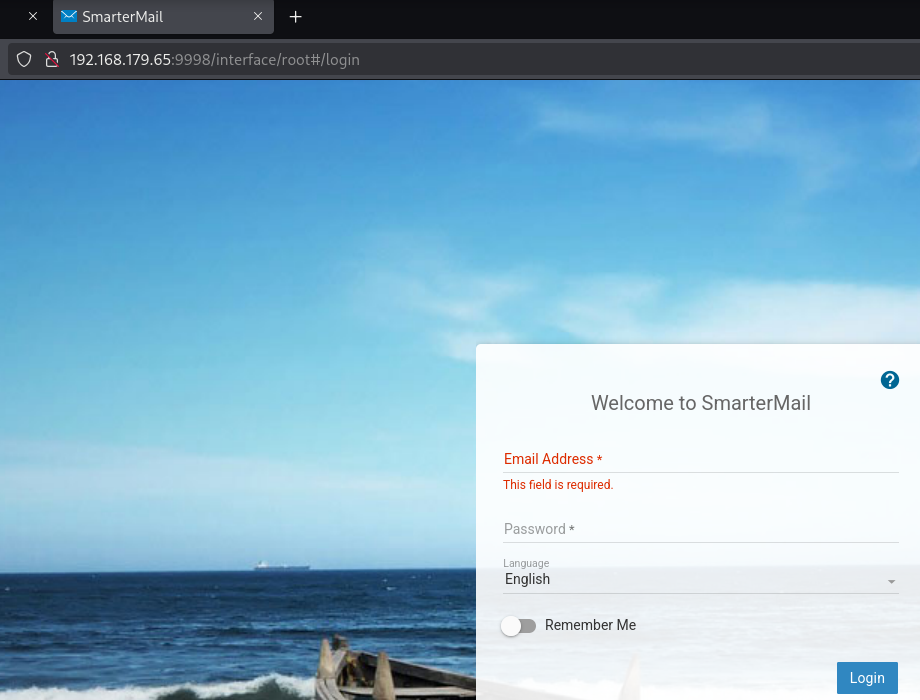 SmarterMail
192.168.179.65:9998/interface/root#/login
Welcome to SmarterMail
Email Address *
This field is required.
Password *
Language
English
Remember Me
Login